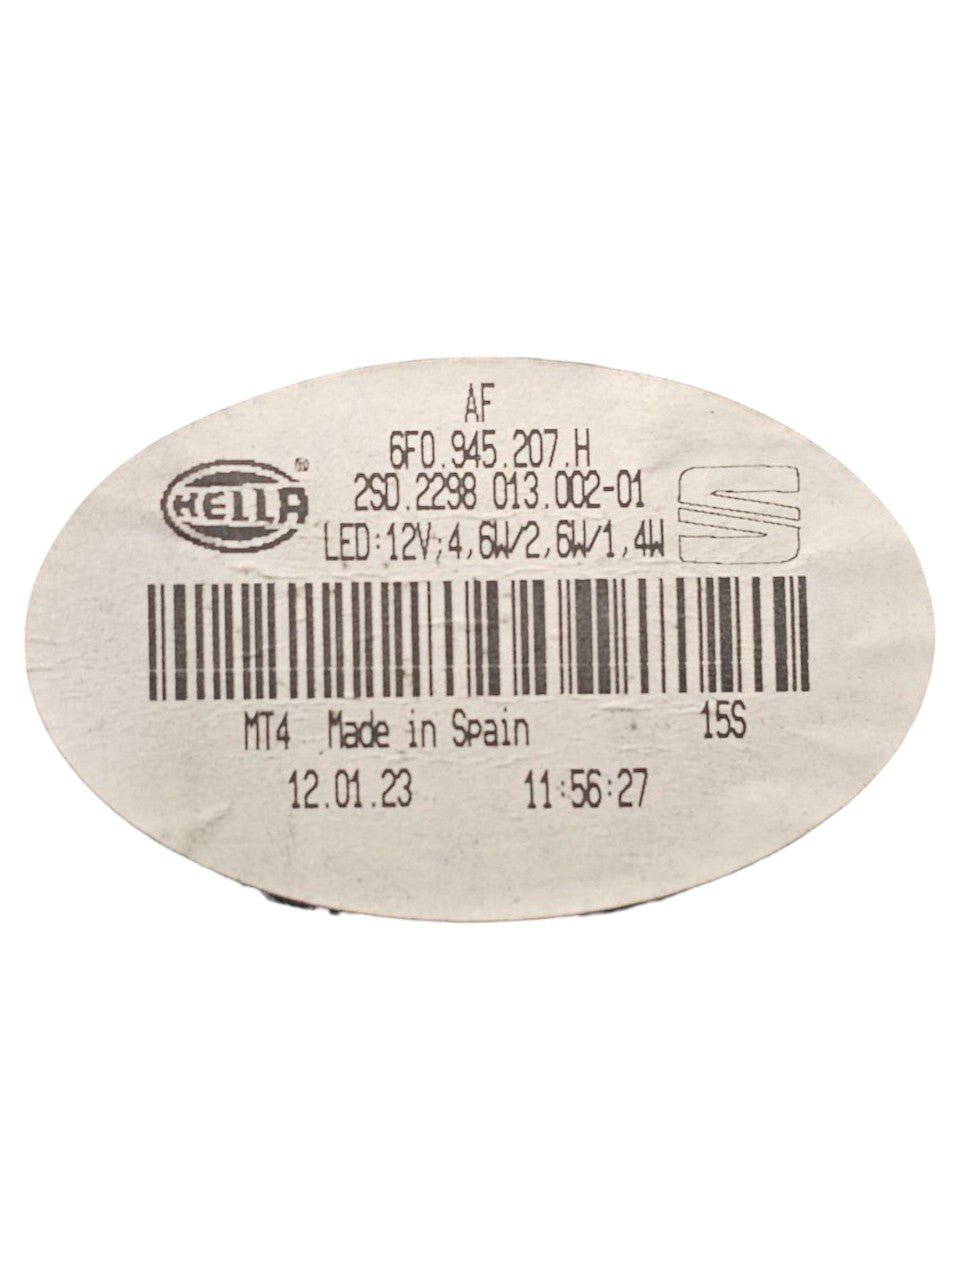 AF
6F0.945.207.H
HELLA ®
2SD.2298 013.002-01
LED:12V;4,6W/2,6W/1,4W
MT4 Made in Spain 15S
12.01.23 11:56:27